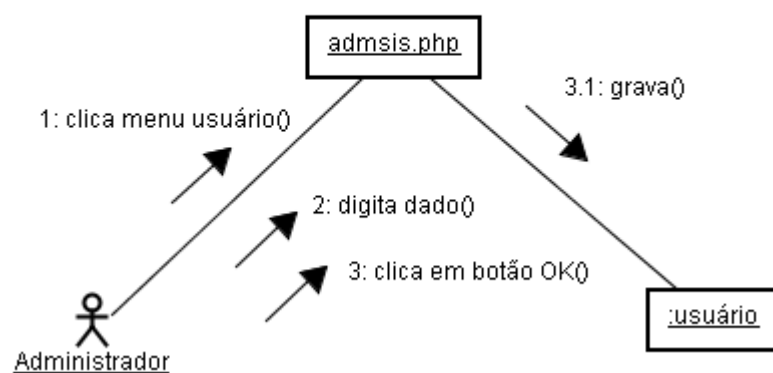 admsis.php
1: clica menu usuário()
3.1: grava()
2: digita dado()
3: clica em botão OK()
:usuário
Administrador